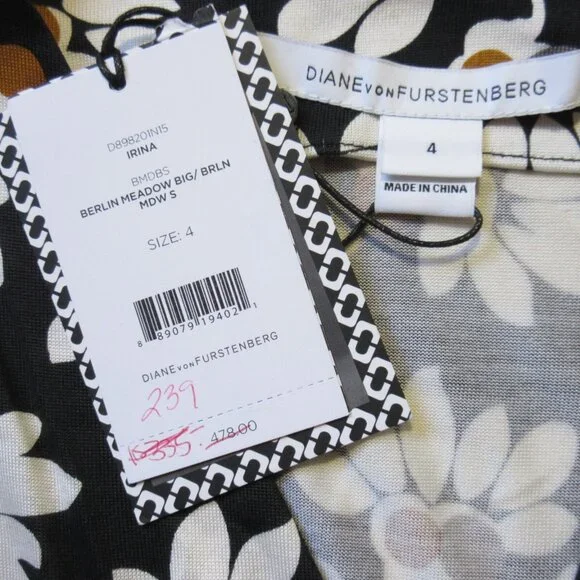 D898201N15
IRINA
BMDBS
BERLIN MEADOW BIG/ BRLN
MDW S
SIZE: 4
8 89079 19402 1
DIANE VON FURSTENBERG
239
355
478.00
DIANE VON FURSTENBERG
4
MADE IN CHINA